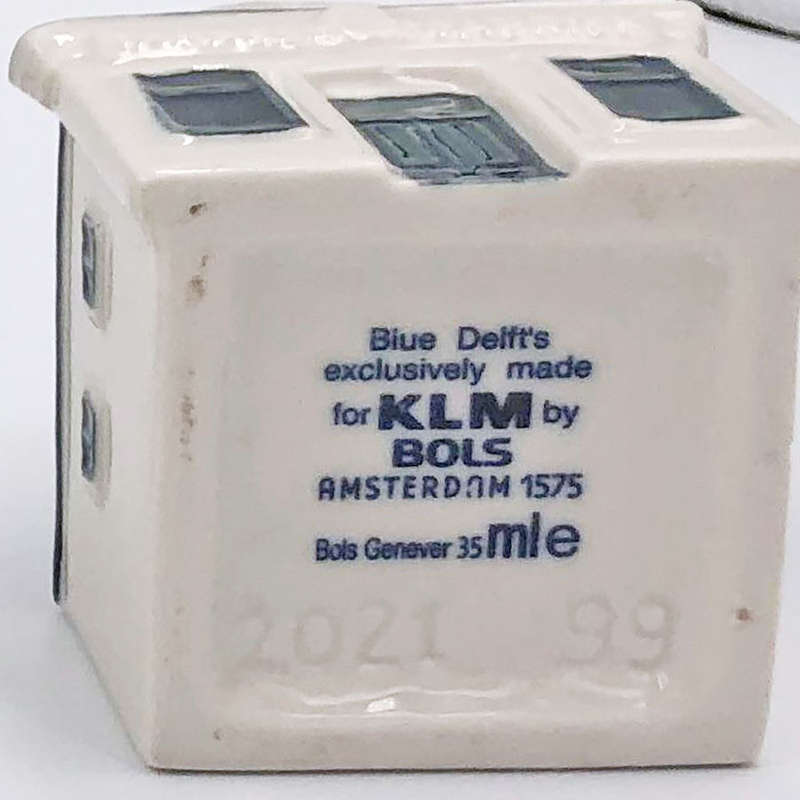 Blue Delft's
exclusively made
for KLM by
BOLS
AMSTERDAM 1575
Bols Genever 35 ml e
2021 99